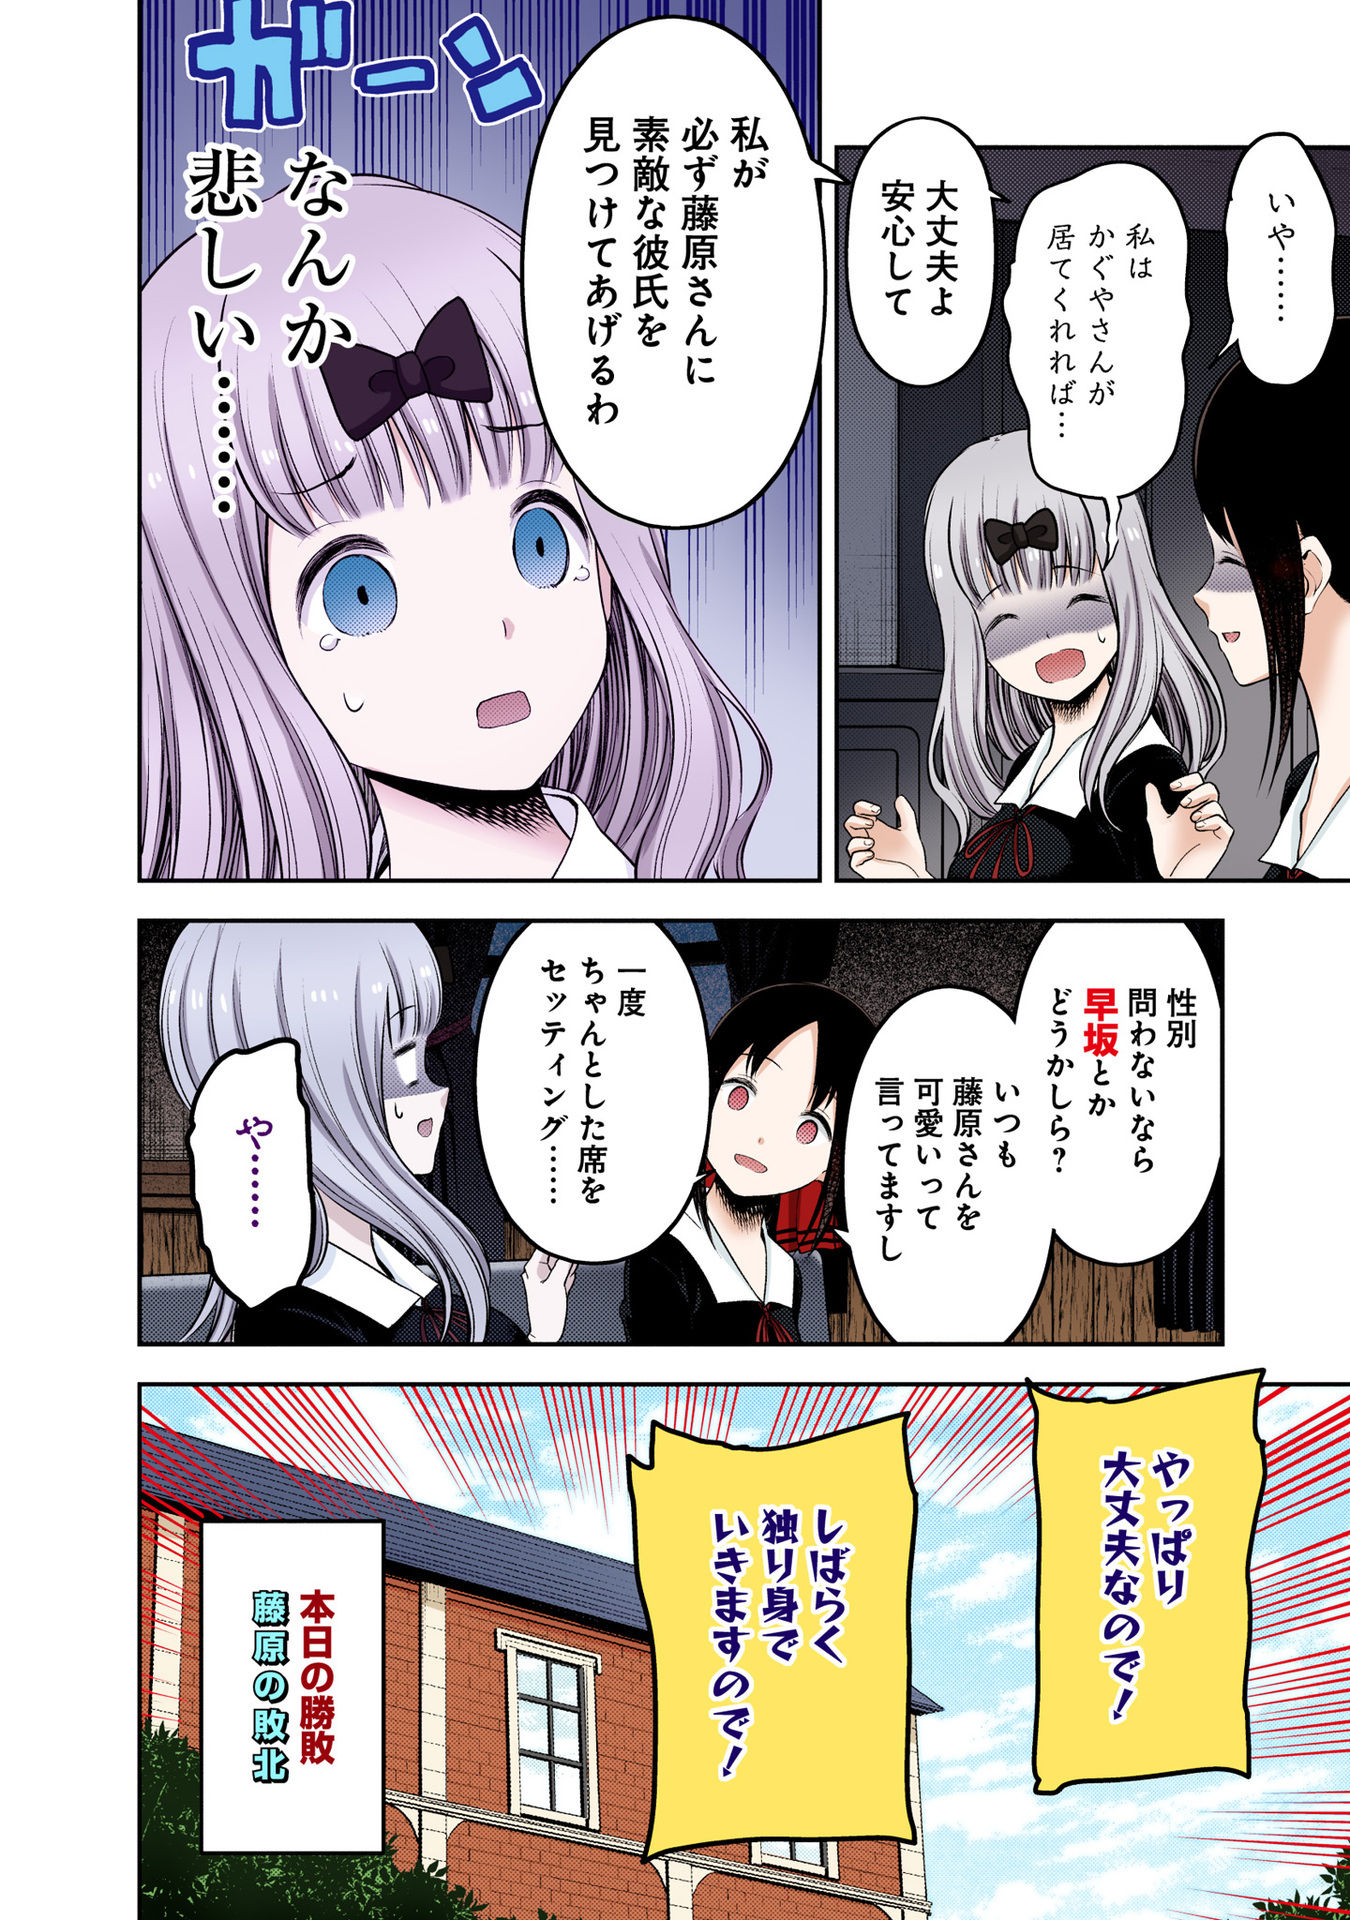 いや……
私は
かぐやさんが
居てくれれば…
大丈夫よ
安心して
私が
必ず藤原さんに
素敵な彼氏を
見つけてあげるわ
ガーン
なんか
悲しい……
性別
問わないなら
早坂とか
どうかしら？
いつも
藤原さんを
可愛いって
言ってますし
一度
ちゃんとした席を
セッティング……
や……
やっぱり
大丈夫なので！
しばらく
独り身で
いきますので！
本日の勝敗
藤原の敗北